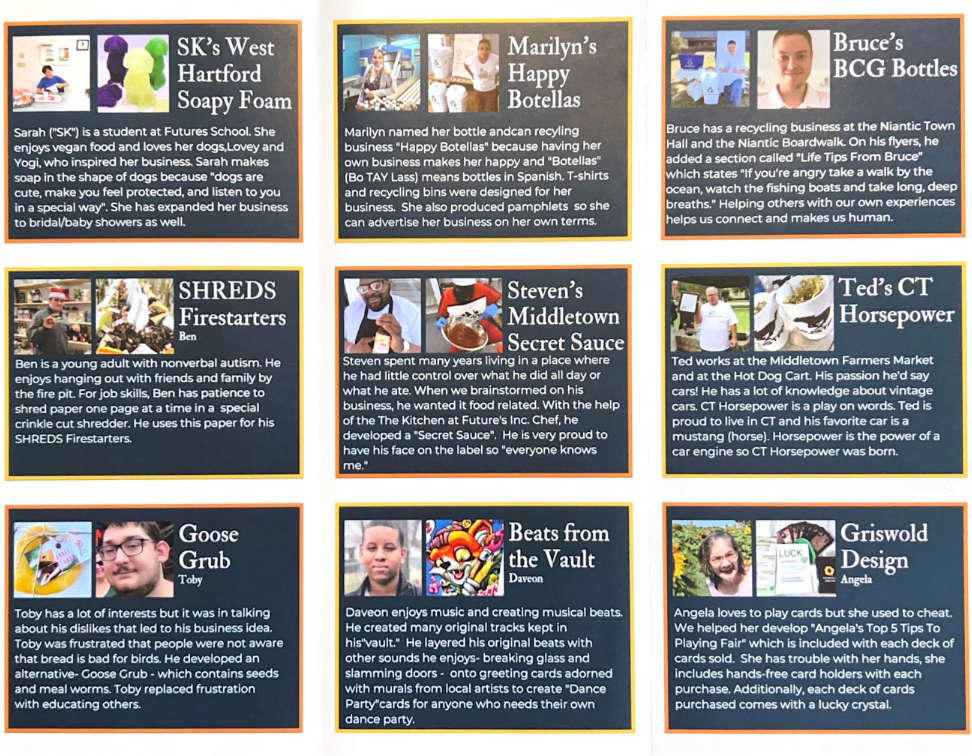 SK's West
Hartford
Soapy Foam
Sarah ("SK") is a student at Futures School. She
enjoys vegan food and loves her dogs,Lovey and
Yogi, who inspired her business. Sarah makes
soap in the shape of dogs because "dogs are
cute, make you feel protected, and listen to you
in a special way". She has expanded her business
to bridal/baby showers as well.
Marilyn's
Happy
Botellas
Marilyn named her bottle andcan recyling
business "Happy Botellas" because having her
own business makes her happy and "Botellas"
(Bo TAY Lass) means bottles in Spanish. T-shirts
and recycling bins were designed for her
business. She also produced pamphlets so she
can advertise her business on her own terms.
Bruce's
BCG Bottles
Bruce has a recycling business at the Niantic Town
Hall and the Niantic Boardwalk. On his flyers, he
added a section called "Life Tips From Bruce"
which states "If you're angry take a walk by the
ocean, watch the fishing boats and take long, deep
breaths." Helping others with our own experiences
helps us connect and makes us human.
SHREDS
Firestarters
Ben
Ben is a young adult with nonverbal autism. He
enjoys hanging out with friends and family by
the fire pit. For job skills, Ben has patience to
shred paper one page at a time in a special
crinkle cut shredder. He uses this paper for his
SHREDS Firestarters.
Steven's
Middletown
Secret Sauce
Steven spent many years living in a place where
he had little control over what he did all day or
what he ate. When we brainstormed on his
business, he wanted it food related. With the help
of the The Kitchen at Future's Inc. Chef, he
developed a "Secret Sauce". He is very proud to
have his face on the label so "everyone knows
me."
Ted's CT
Horsepower
Ted works at the Middletown Farmers Market
and at the Hot Dog Cart. His passion he'd say
cars! He has a lot of knowledge about vintage
cars. CT Horsepower is a play on words. Ted is
proud to live in CT and his favorite car is a
mustang (horse). Horsepower is the power of a
car engine so CT Horsepower was born.
Goose
Grub
Toby
Toby has a lot of interests but it was in talking
about his dislikes that led to his business idea.
Toby was frustrated that people were not aware
that bread is bad for birds. He developed an
alternative- Goose Grub - which contains seeds
and meal worms. Toby replaced frustration
with educating others.
Beats from
the Vault
Daveon
Daveon enjoys music and creating musical beats.
He created many original tracks kept in
his"vault." He layered his original beats with
other sounds he enjoys- breaking glass and
slamming doors - onto greeting cards adorned
with murals from local artists to create "Dance
Party"cards for anyone who needs their own
dance party.
LUCK
Griswold
Design
Angela
Angela loves to play cards but she used to cheat.
We helped her develop "Angela's Top 5 Tips To
Playing Fair" which is included with each deck of
cards sold. She has trouble with her hands, she
includes hands-free card holders with each
purchase. Additionally, each deck of cards
purchased comes with a lucky crystal.